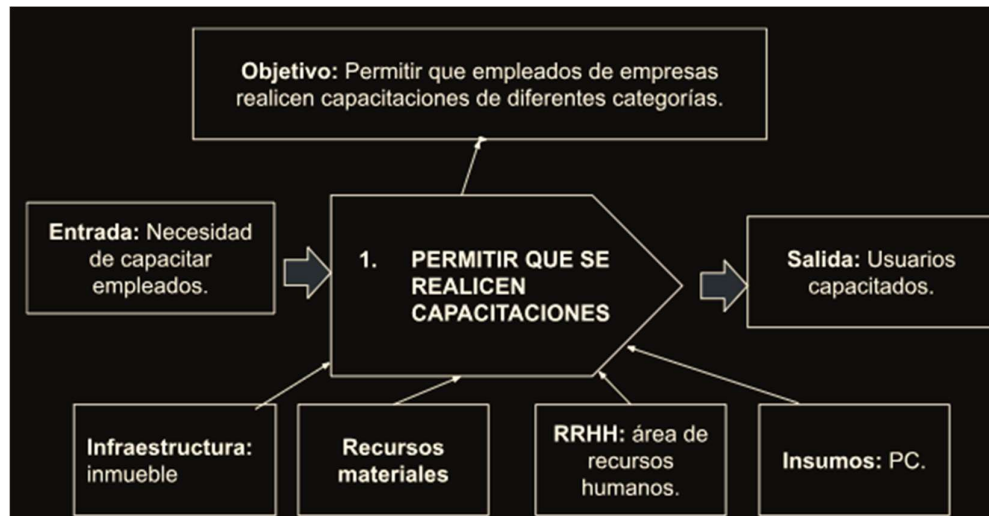 Objetivo: Permitir que empleados de empresas
realicen capacitaciones de diferentes categorías.
Entrada: Necesidad
de capacitar
empleados.
1. PERMITIR QUE SE
REALICEN
CAPACITACIONES
Salida: Usuarios
capacitados.
Infraestructura:
inmueble
Recursos
materiales
RRHH: área de
recursos
humanos.
Insumos: PC.